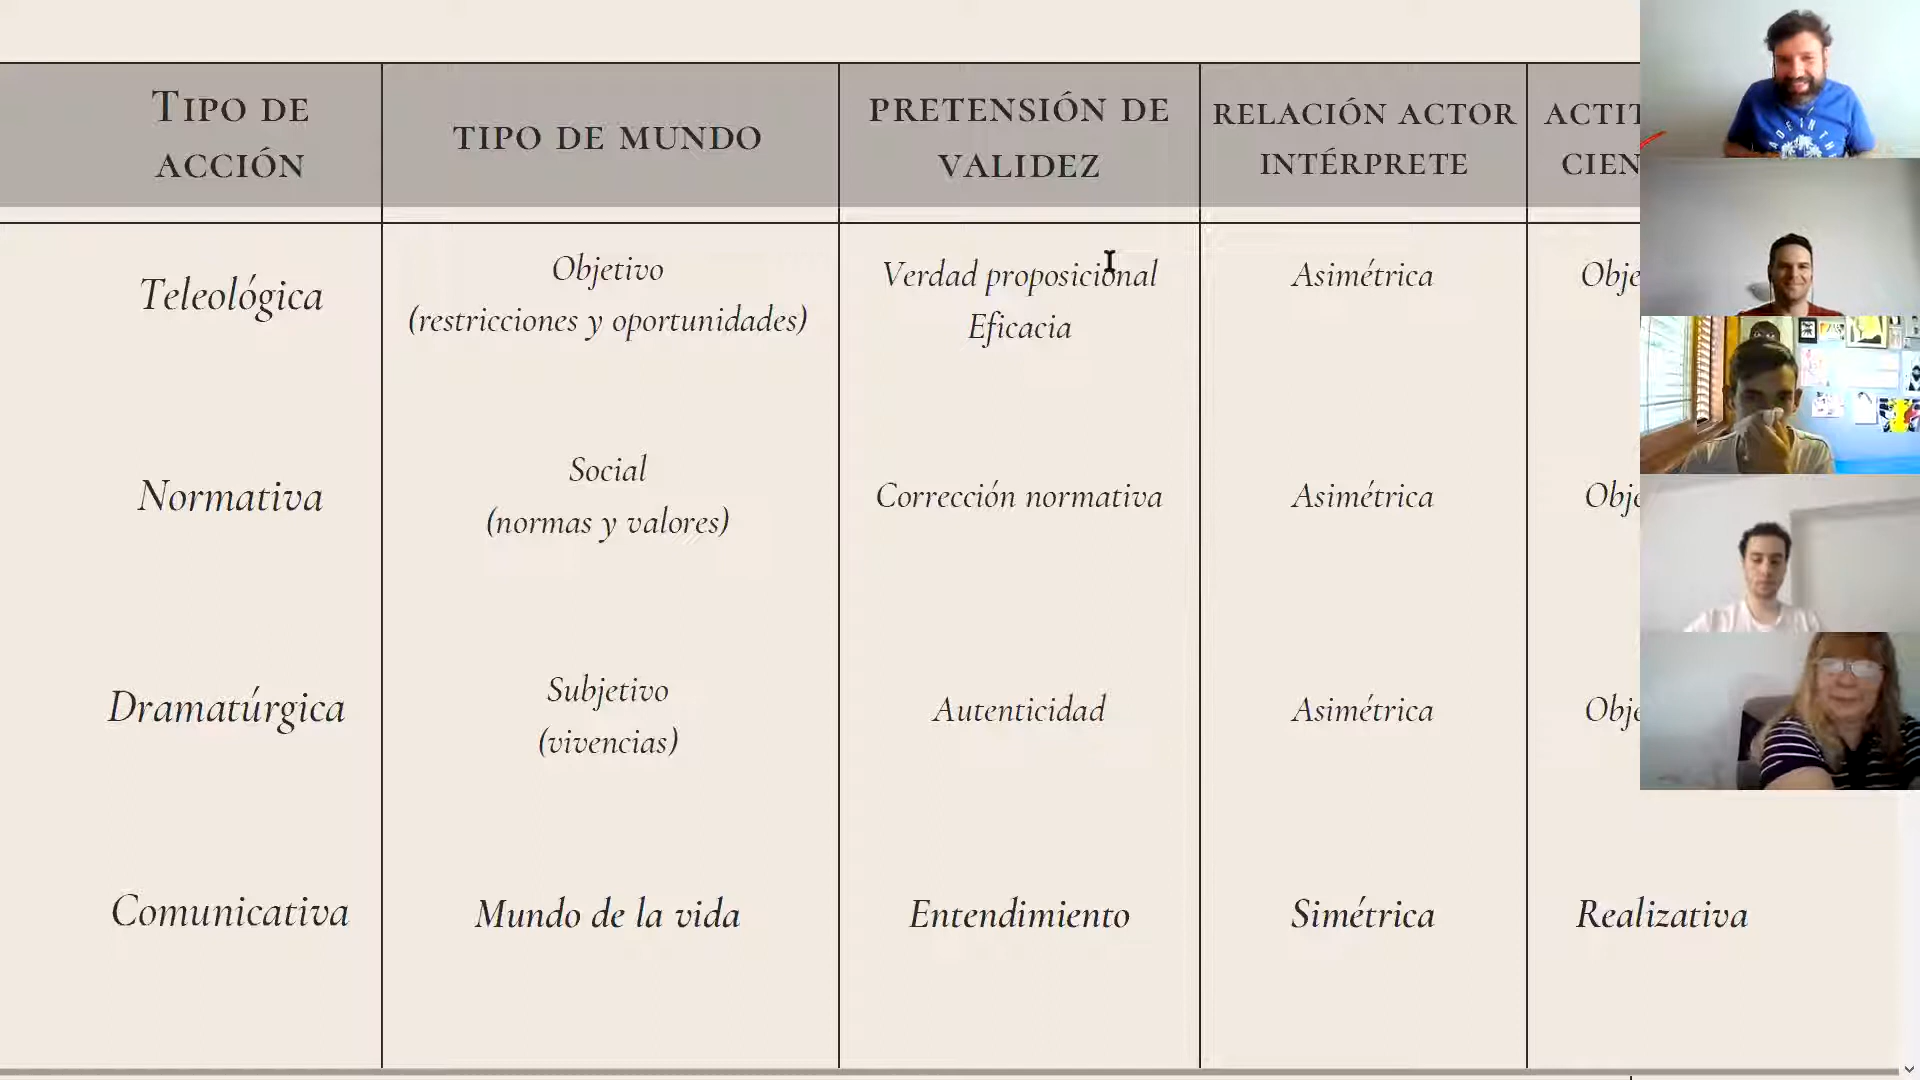 Tipo de acción
tipo de mundo
pretensión de validez
relación actor intérprete
Teleológica
Objetivo
(restricciones y oportunidades)
Verdad proposicional
Eficacia
Asimétrica
Normativa
Social
(normas y valores)
Corrección normativa
Asimétrica
Dramatúrgica
Subjetivo
(vivencias)
Autenticidad
Asimétrica
Comunicativa
Mundo de la vida
Entendimiento
Simétrica
Realizativa